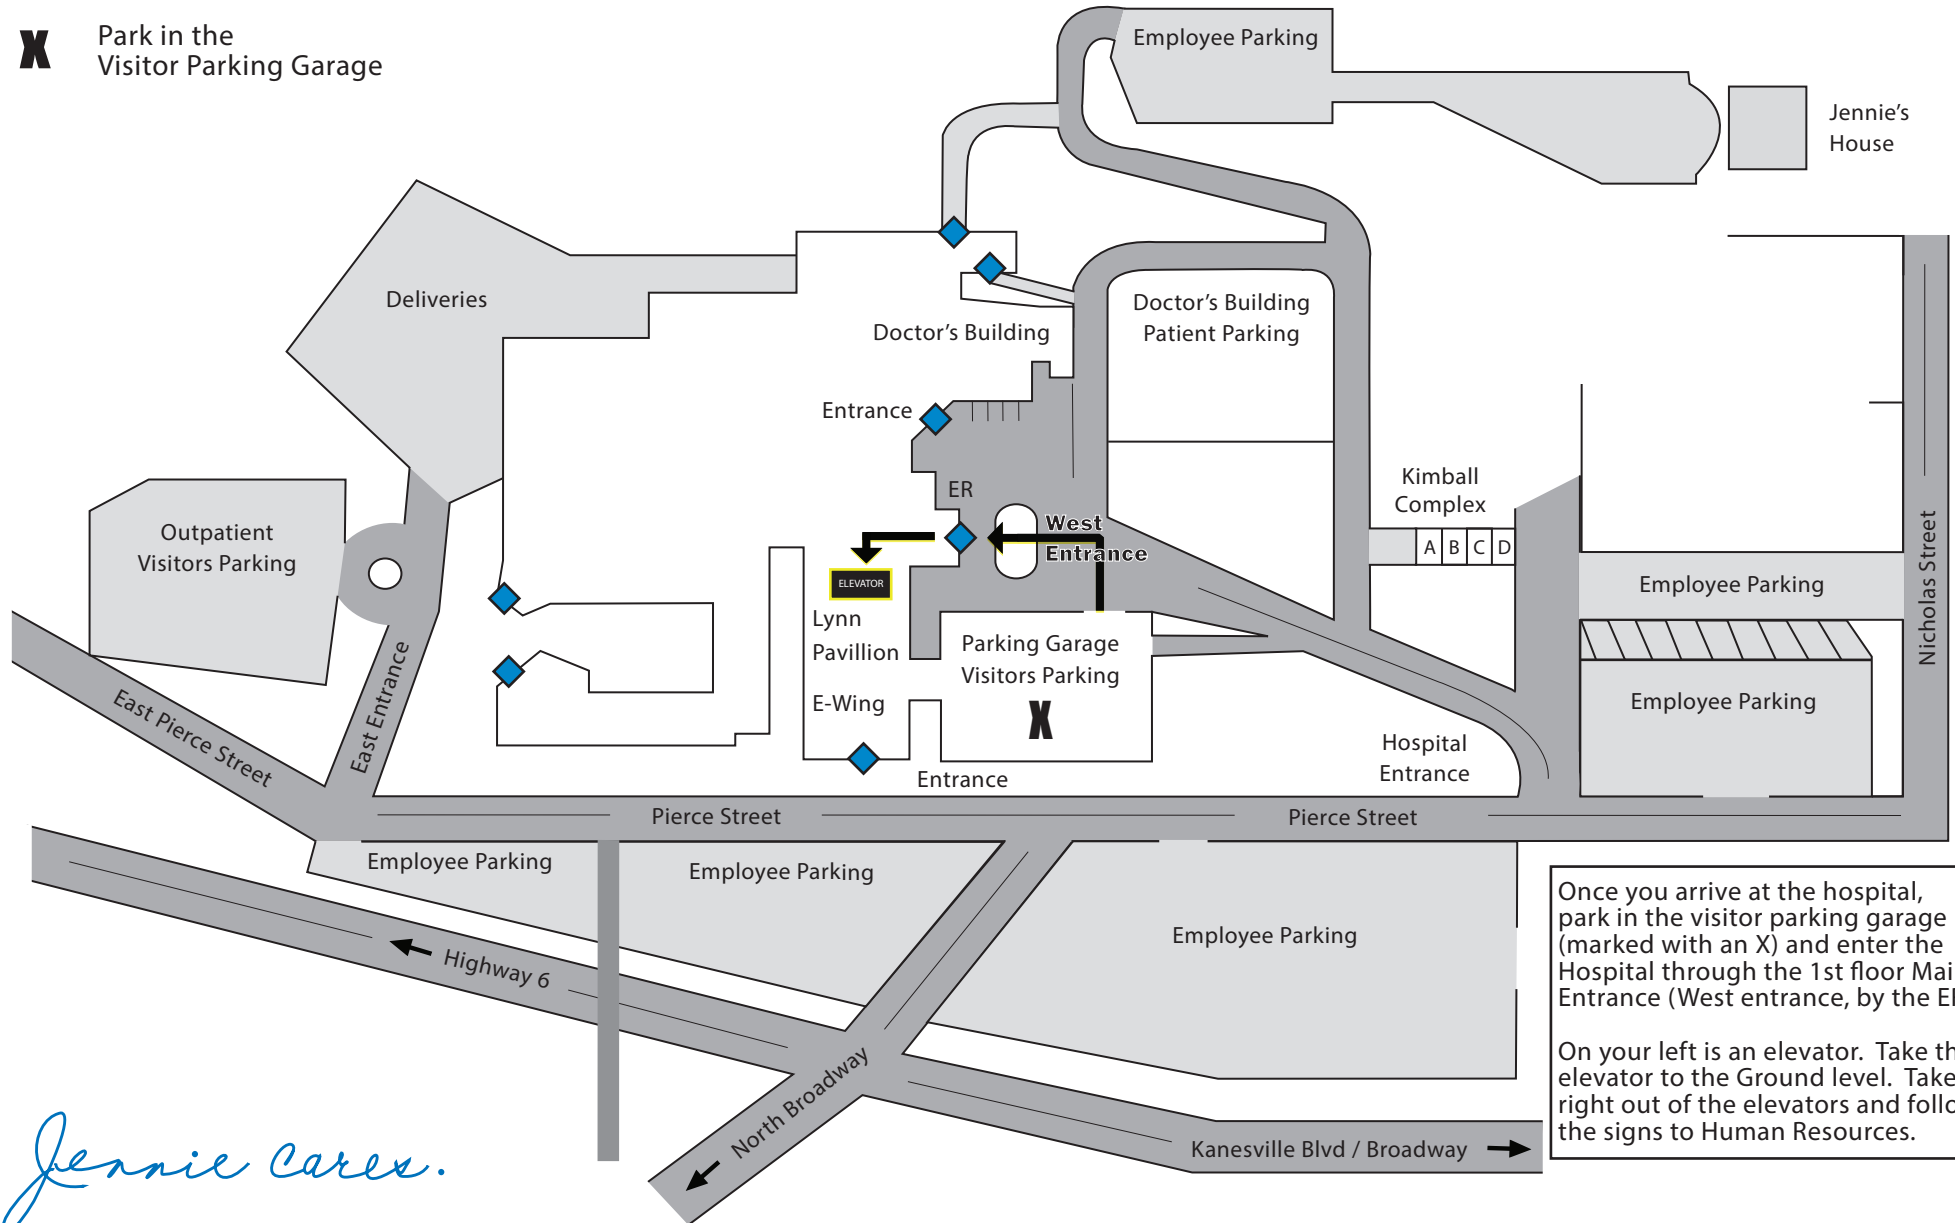 X
Park in the
Visitor Parking Garage
Employee Parking
Jennie's
House
Deliveries
Doctor's Building
Doctor's Building
Patient Parking
Entrance
ER
West
Entrance
ELEVATOR
Kimball
Complex
A B C D
Outpatient
Visitors Parking
Employee Parking
Nicholas Street
Lynn
Pavillion
E-Wing
Parking Garage
Visitors Parking
X
Employee Parking
East Entrance
East Pierce Street
Hospital
Entrance
Entrance
Pierce Street
Pierce Street
Employee Parking
Employee Parking
Employee Parking
Highway 6
North Broadway
Kanesville Blvd / Broadway
Once you arrive at the hospital,
park in the visitor parking garage
(marked with an X) and enter the
Hospital through the 1st floor
Entrance (West entrance, by the
On your left is an elevator. Take
elevator to the Ground level. Take
right out of the elevators and
the signs to Human Resources.
Jennie cares.